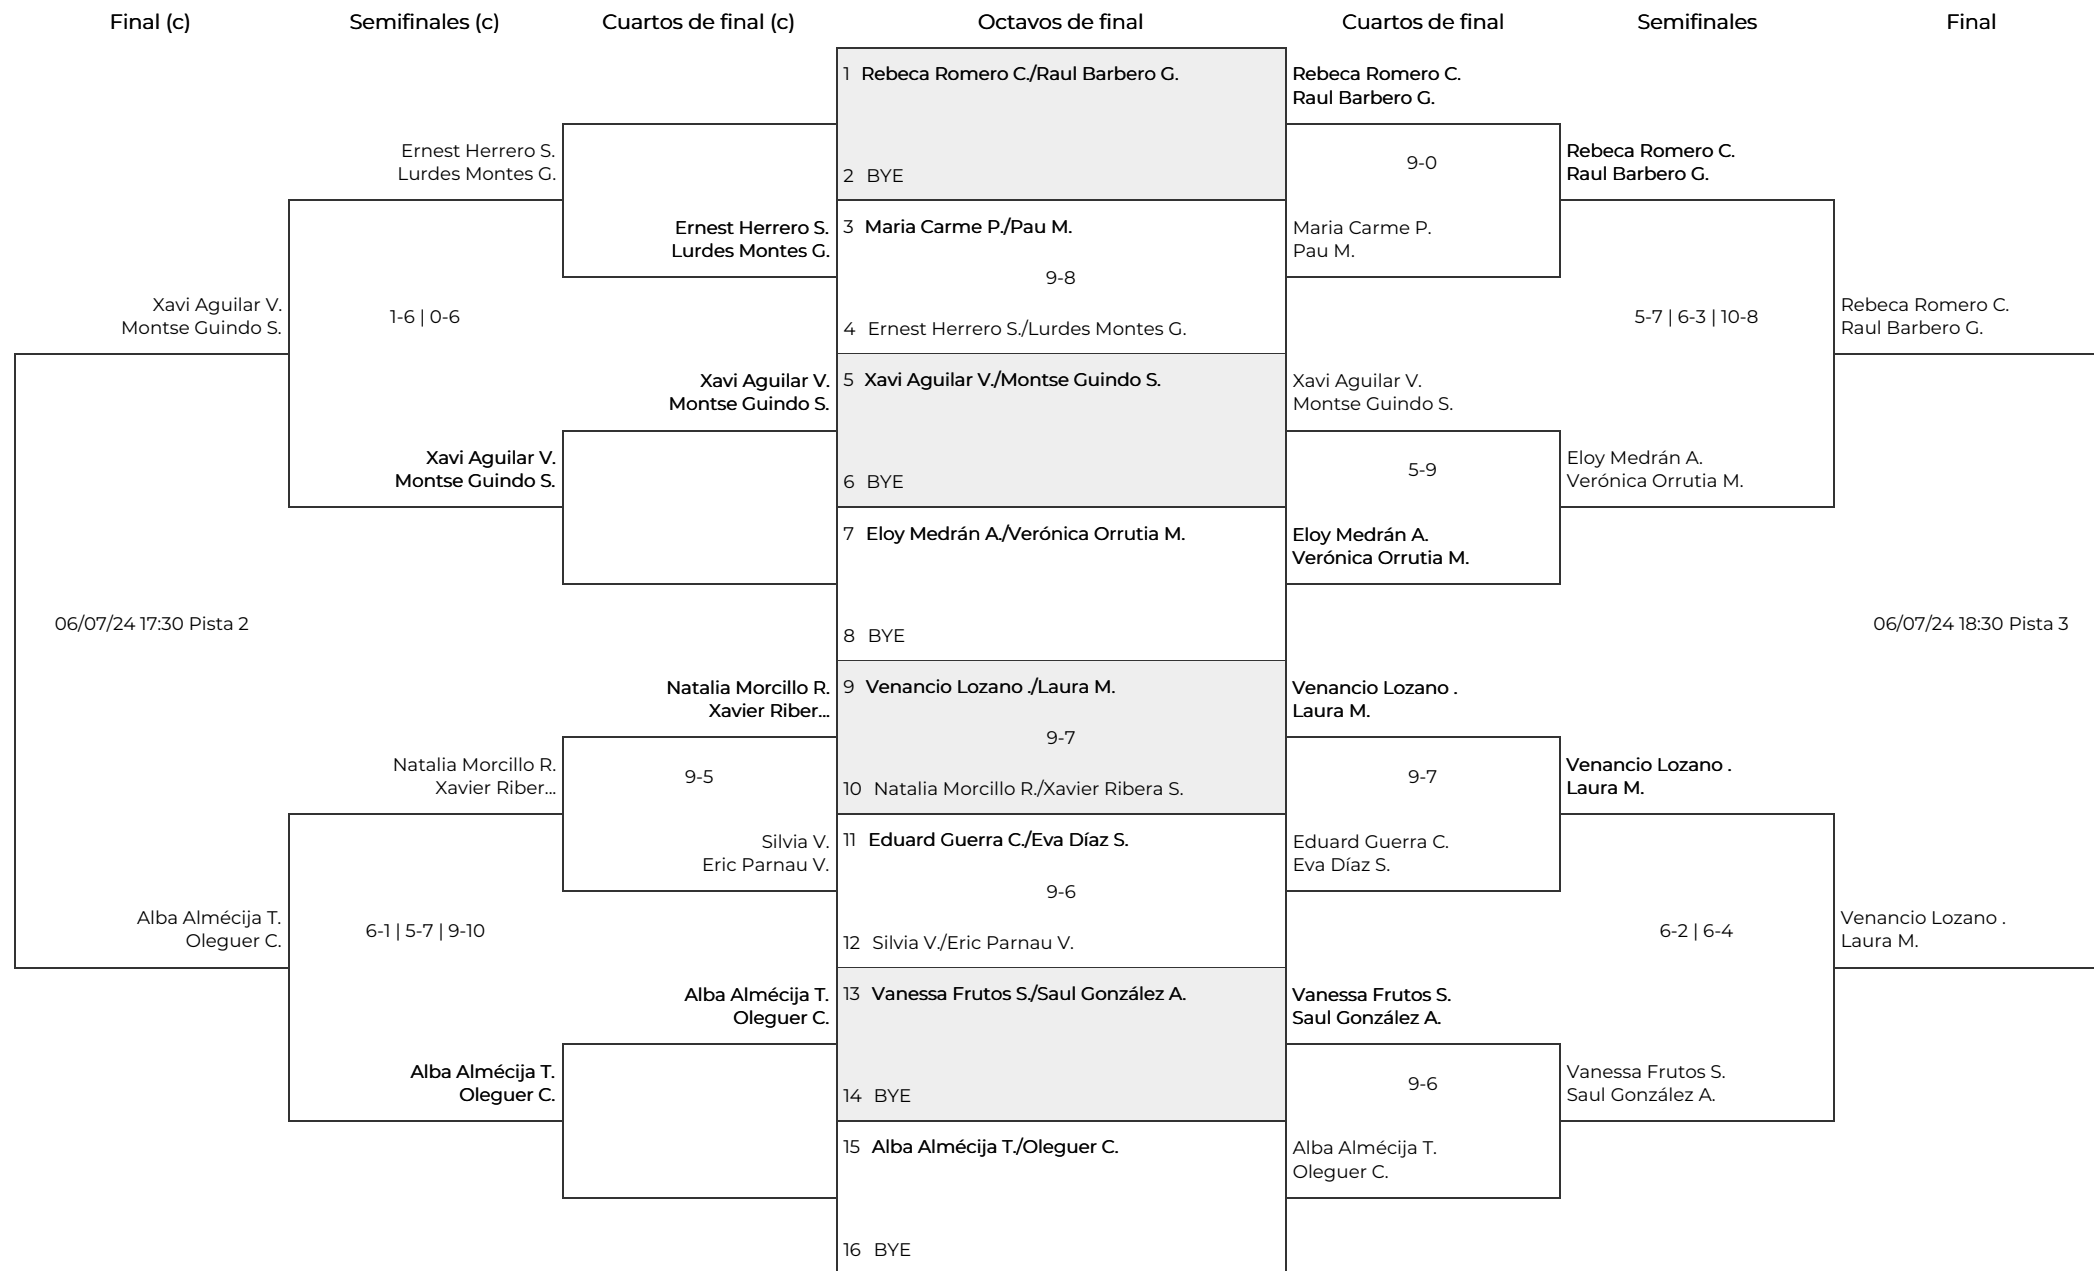 Final (c)
Semifinales (c)
Cuartos de final (c)
Octavos de final
Cuartos de final
Semifinales
Final
Xavi Aguilar V.
Montse Guindo S.
06/07/24 17:30 Pista 2
Alba Almécija T.
Oleguer C.
Ernest Herrero S.
Lurdes Montes G.
1-6 | 0-6
Xavi Aguilar V.
Montse Guindo S.
Natalia Morcillo R.
Xavier Riber...
6-1 | 5-7 | 9-10
Alba Almécija T.
Oleguer C.
Ernest Herrero S.
Lurdes Montes G.
Xavi Aguilar V.
Montse Guindo S.
Natalia Morcillo R.
Xavier Riber...
9-5
Silvia V.
Eric Parnau V.
Alba Almécija T.
Oleguer C.
1 Rebeca Romero C./Raul Barbero G.
2 BYE
3 Maria Carme P./Pau M.
9-8
4 Ernest Herrero S./Lurdes Montes G.
5 Xavi Aguilar V./Montse Guindo S.
6 BYE
7 Eloy Medrán A./Verónica Orrutia M.
8 BYE
9 Venancio Lozano ./Laura M.
9-7
10 Natalia Morcillo R./Xavier Ribera S.
11 Eduard Guerra C./Eva Díaz S.
9-6
12 Silvia V./Eric Parnau V.
13 Vanessa Frutos S./Saul González A.
14 BYE
15 Alba Almécija T./Oleguer C.
16 BYE
Rebeca Romero C.
Raul Barbero G.
9-0
Maria Carme P.
Pau M.
Xavi Aguilar V.
Montse Guindo S.
5-9
Eloy Medrán A.
Verónica Orrutia M.
Venancio Lozano .
Laura M.
9-7
Eduard Guerra C.
Eva Díaz S.
Vanessa Frutos S.
Saul González A.
9-6
Alba Almécija T.
Oleguer C.
Rebeca Romero C.
Raul Barbero G.
5-7 | 6-3 | 10-8
Eloy Medrán A.
Verónica Orrutia M.
Venancio Lozano .
Laura M.
6-2 | 6-4
Vanessa Frutos S.
Saul González A.
Rebeca Romero C.
Raul Barbero G.
06/07/24 18:30 Pista 3
Venancio Lozano .
Laura M.